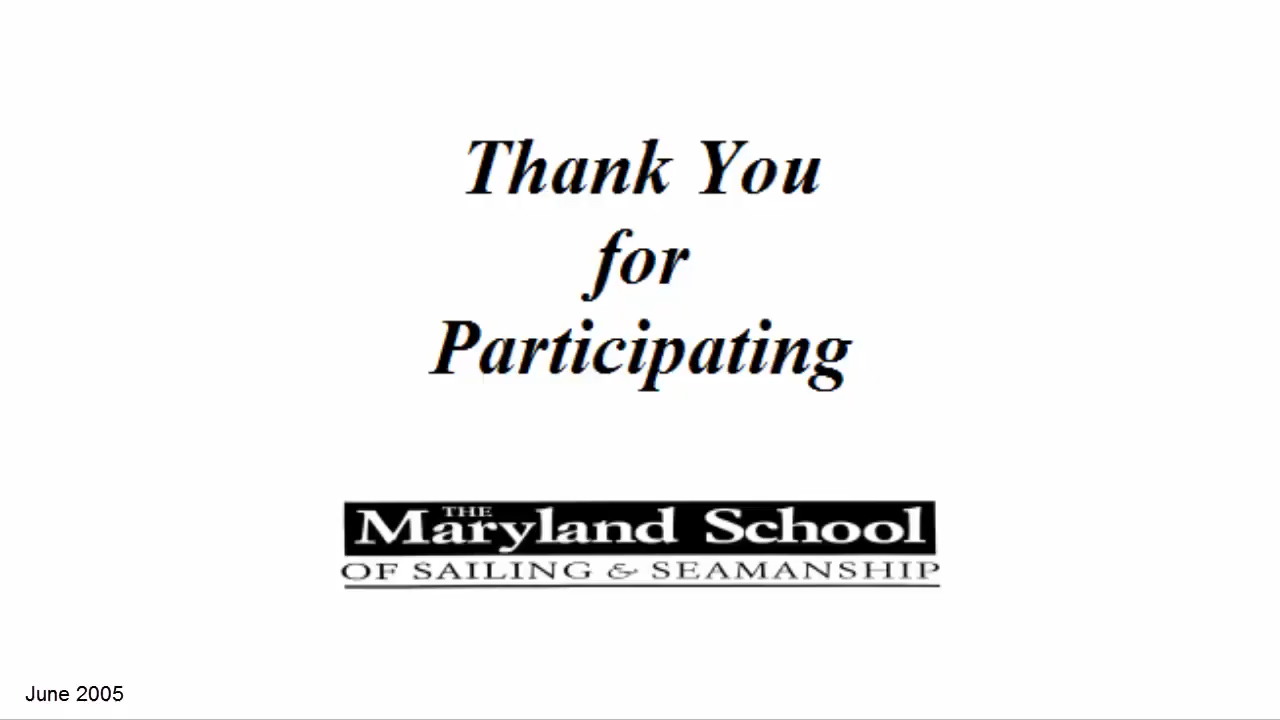 Thank You
for
Participating
THE
Maryland School
OF SAILING & SEAMANSHIP
June 2005